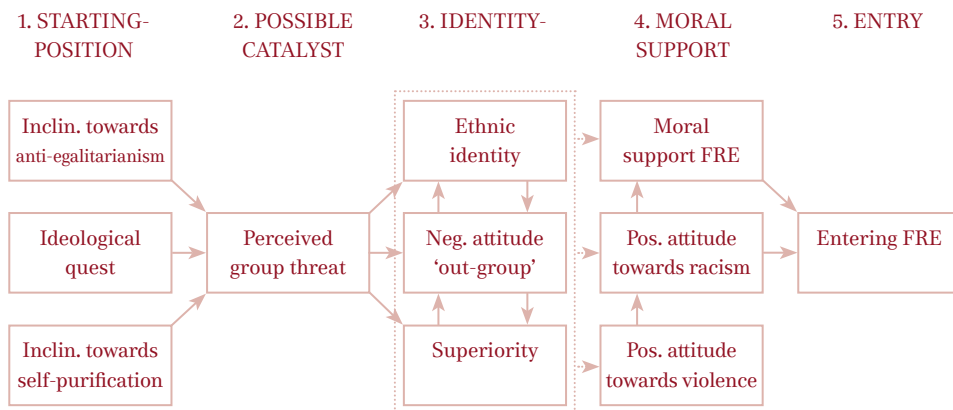 1. STARTING-
POSITION
2. POSSIBLE
CATALYST
3. IDENTITY-
4. MORAL
SUPPORT
5. ENTRY
Inclin. towards
anti-egalitarianism
Ideological
quest
Inclin. towards
self-purification
Perceived
group threat
Ethnic
identity
Neg. attitude
‘out-group’
Superiority
Moral
support FRE
Pos. attitude
towards racism
Pos. attitude
towards violence
Entering FRE